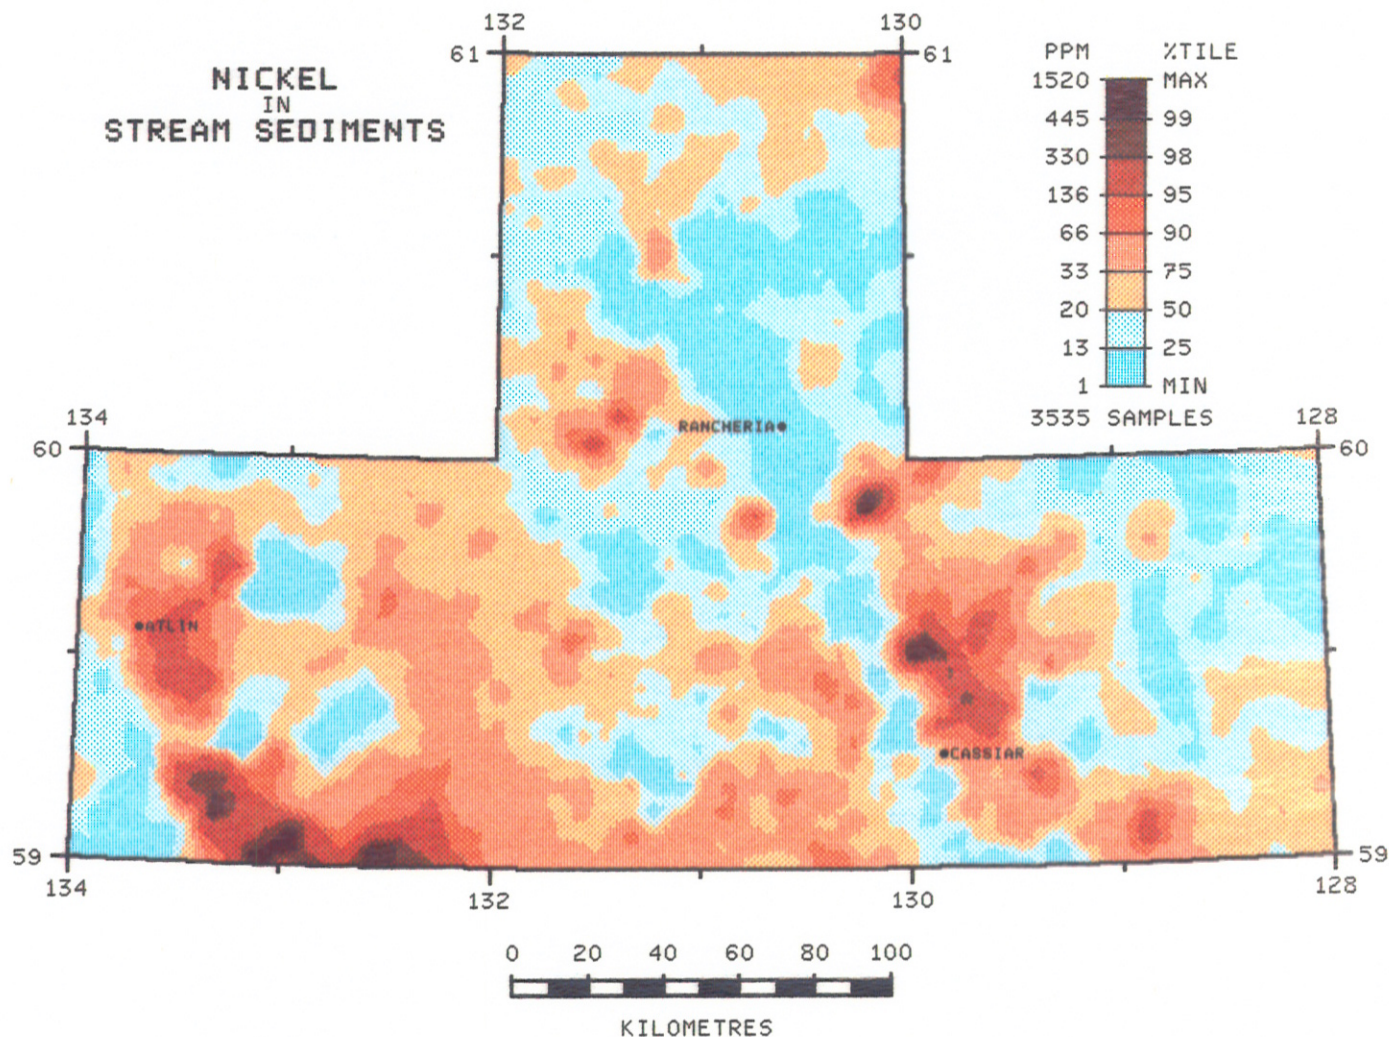 132
130
61
61
NICKEL
IN
STREAM SEDIMENTS
PPM %TILE
1520 MAX
445 99
330 98
136 95
66 90
33 75
20 50
13 25
1 MIN
3535 SAMPLES
134
128
60
60
RANCHERIA
ATLIN
CASSIAR
59
59
134
132
130
128
0 20 40 60 80 100
KILOMETRES